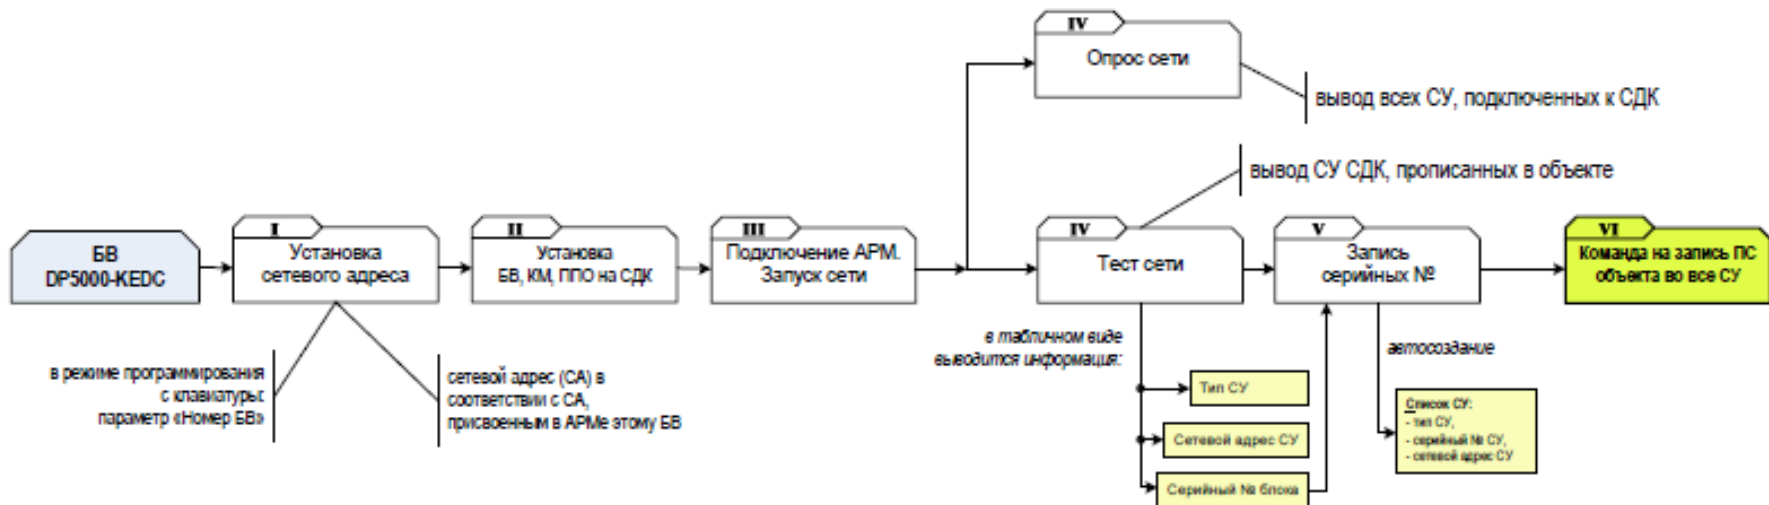 IV
Опрос сети
вывод всех СУ, подключенных к СДК
вывод СУ СДК, прописанных в объекте
БВ
DP5000-KEDC
I
Установка
сетевого адреса
II
Установка
БВ, КМ, ППО на СДК
III
Подключение АРМ.
Запуск сети
IV
Тест сети
V
Запись
серийных №
VI
Команда на запись ПС
объекта во все СУ
в режиме программирования
с клавиатуры:
параметр «Номер БВ»
сетевой адрес (СА) в
соответствии с СА,
присвоенным в АРМе этому БВ
в табличном виде
выводится информация:
Тип СУ
Сетевой адрес СУ
Серийный № блока
автосоздание
Список СУ:
- тип СУ,
- серийный № СУ,
- сетевой адрес СУ